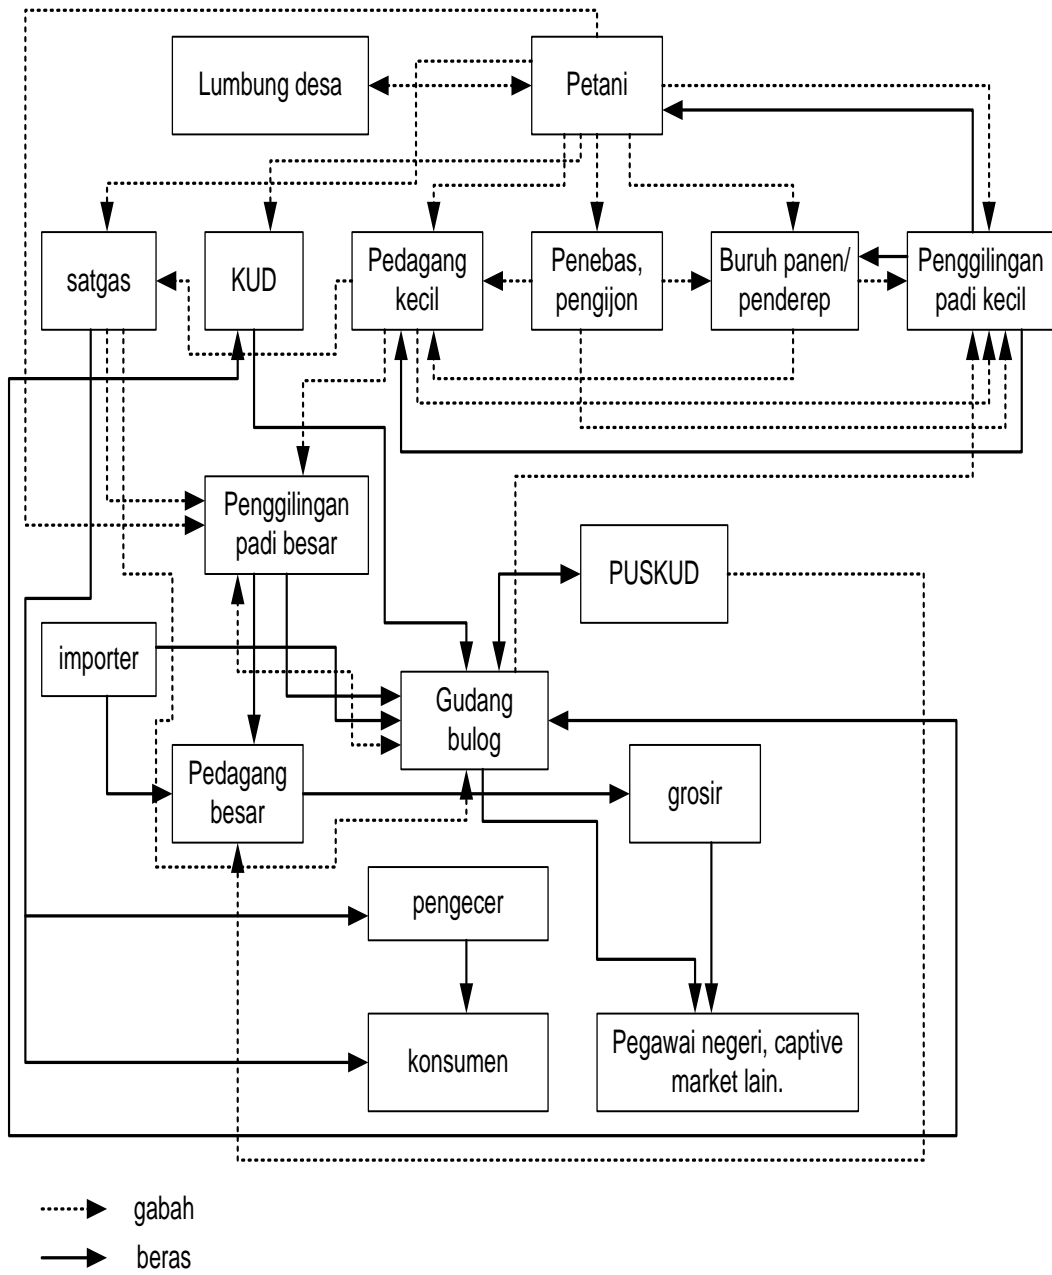 Lumbung desa
Petani
satgas
KUD
Pedagang
kecil
Penebas,
pengijon
Buruh panen/
penderep
Penggilingan
padi kecil
Penggilingan
padi besar
PUSKUD
importer
Gudang
bulog
Pedagang
besar
grosir
pengecer
konsumen
Pegawai negeri, captive
market lain.
gabah
beras